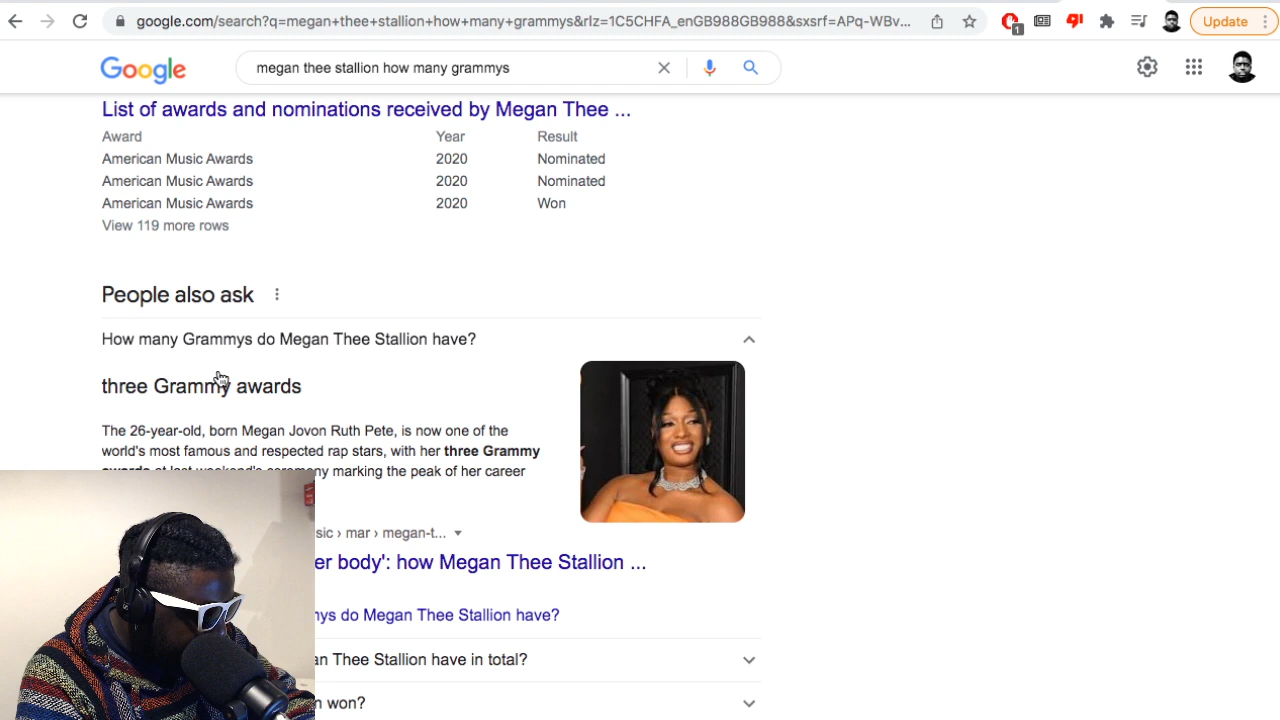 google.com/search?q=megan+thee+stallion+how+many+grammys&rlz=1C5CHFA_enGB988GB988&sxsrf=APq-WBv...
1
Update
Google
megan thee stallion how many grammys
List of awards and nominations received by Megan Thee ...
Award Year Result
American Music Awards 2020 Nominated
American Music Awards 2020 Nominated
American Music Awards 2020 Won
View 119 more rows
People also ask
How many Grammys do Megan Thee Stallion have?
three Grammy awards
The 26-year-old, born Megan Jovon Ruth Pete, is now one of the
world's most famous and respected rap stars, with her three Grammy
awards at last weekend's ceremony marking the peak of her career
sic › mar › megan-t...
er body': how Megan Thee Stallion ...
nys do Megan Thee Stallion have?
an Thee Stallion have in total?
n won?